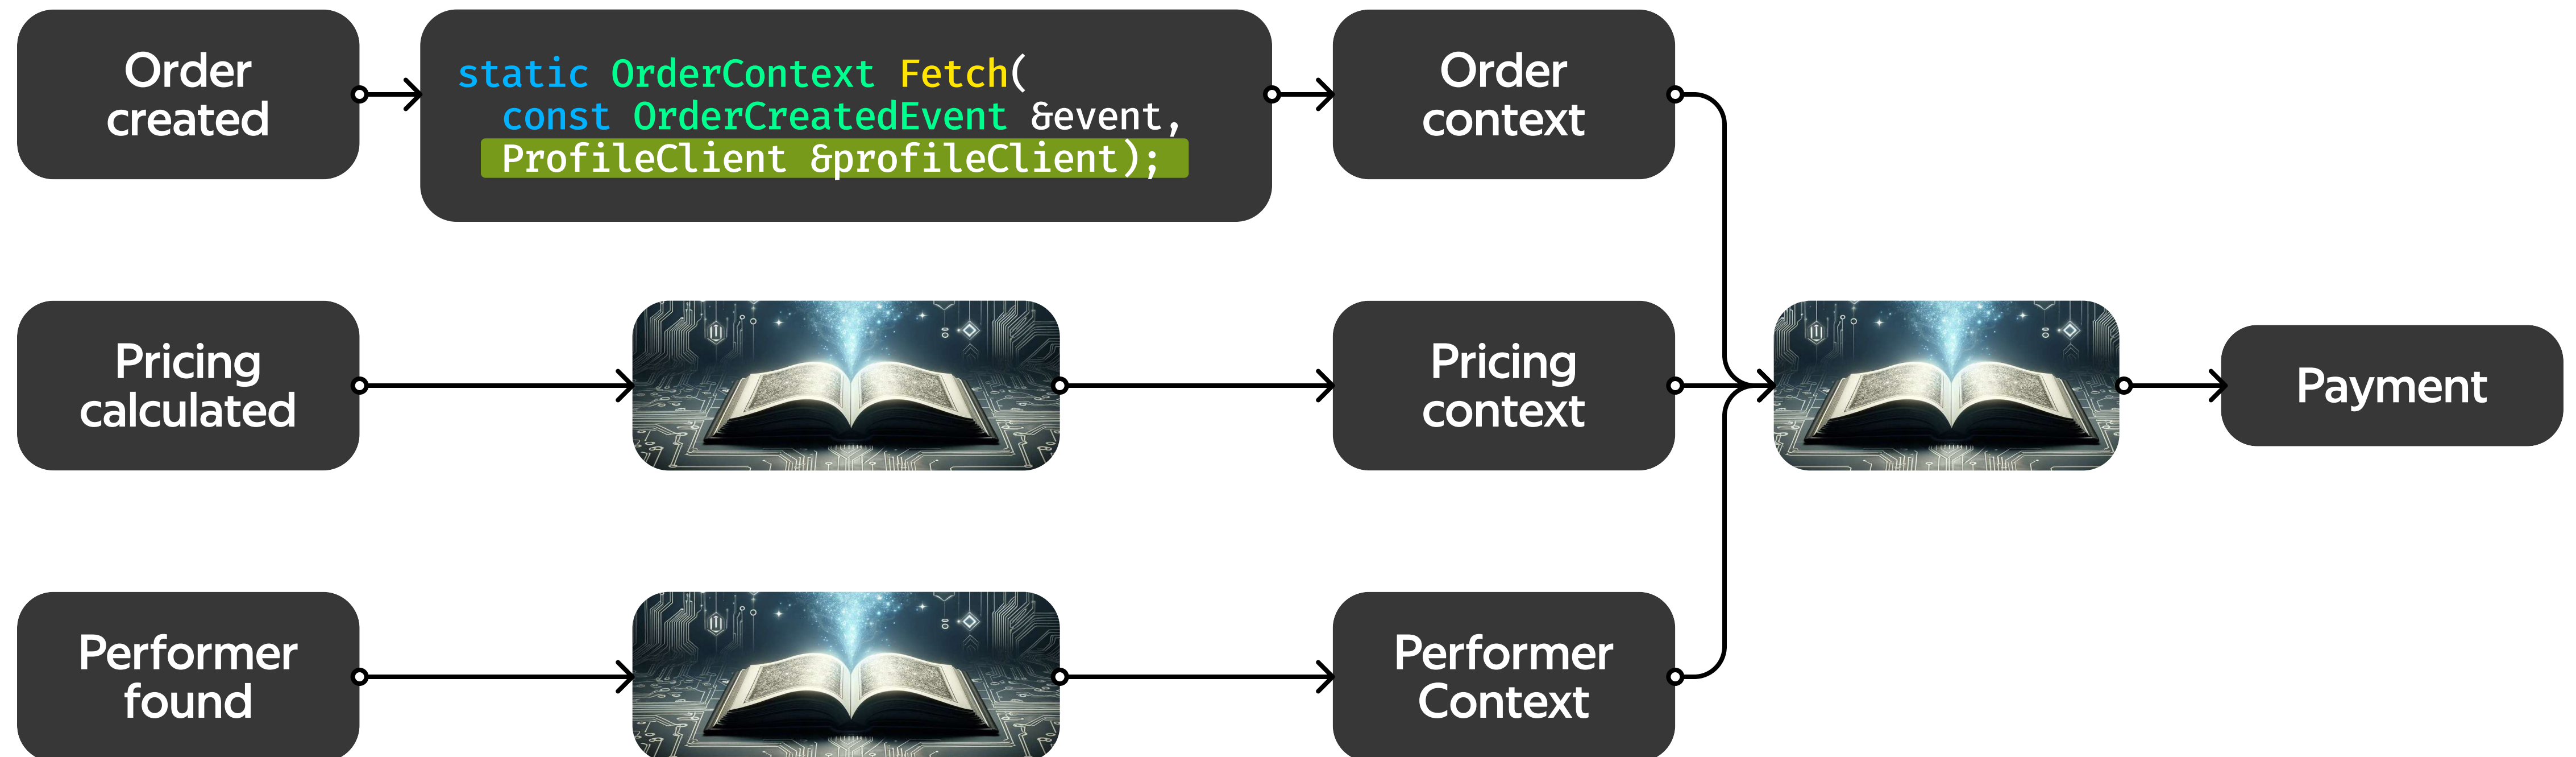 Order
created
static OrderContext Fetch(
const OrderCreatedEvent &event,
ProfileClient &profileClient);
Order
context
Pricing
calculated
Pricing
context
Payment
Performer
found
Performer
Context